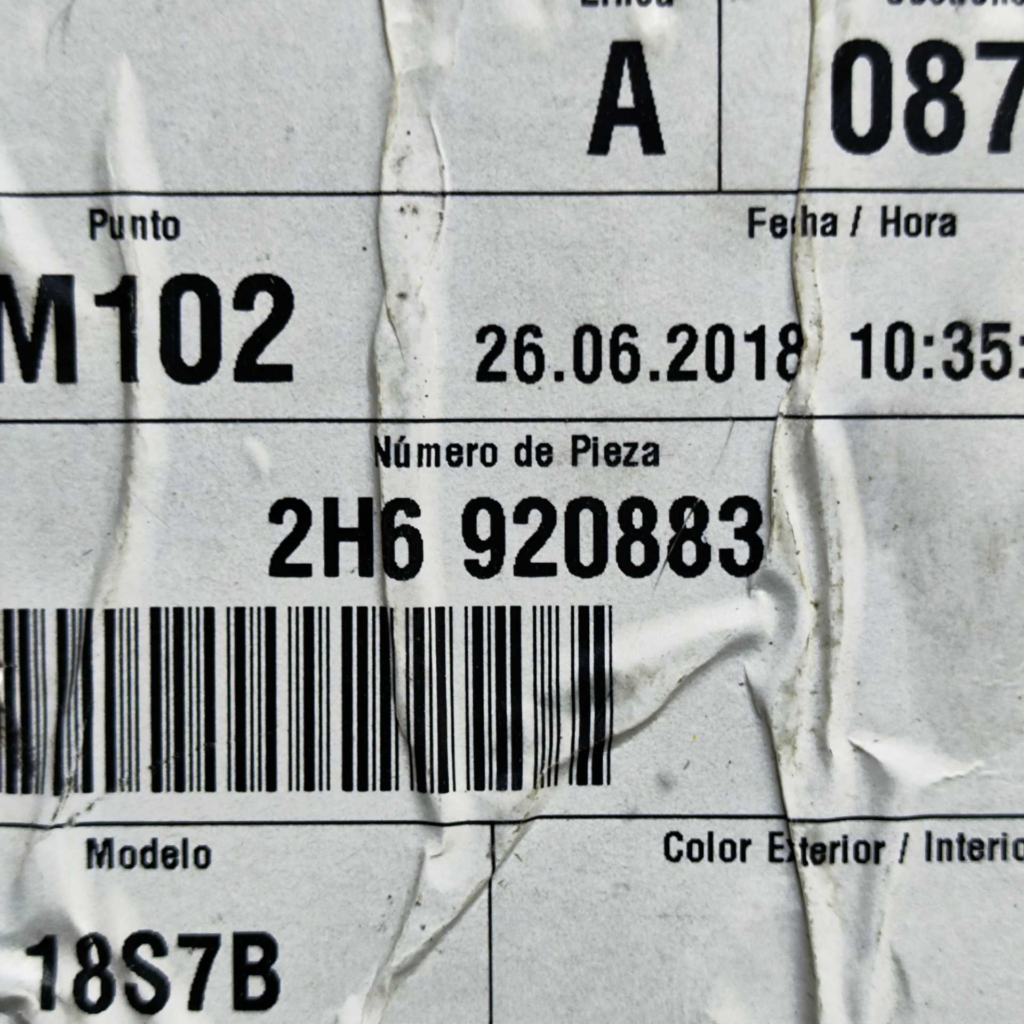 A 087
Punto Fecha / Hora
M102 26.06.2018 10:35:
Número de Pieza
2H6 920883
Modelo Color Exterior / Interio
18S7B